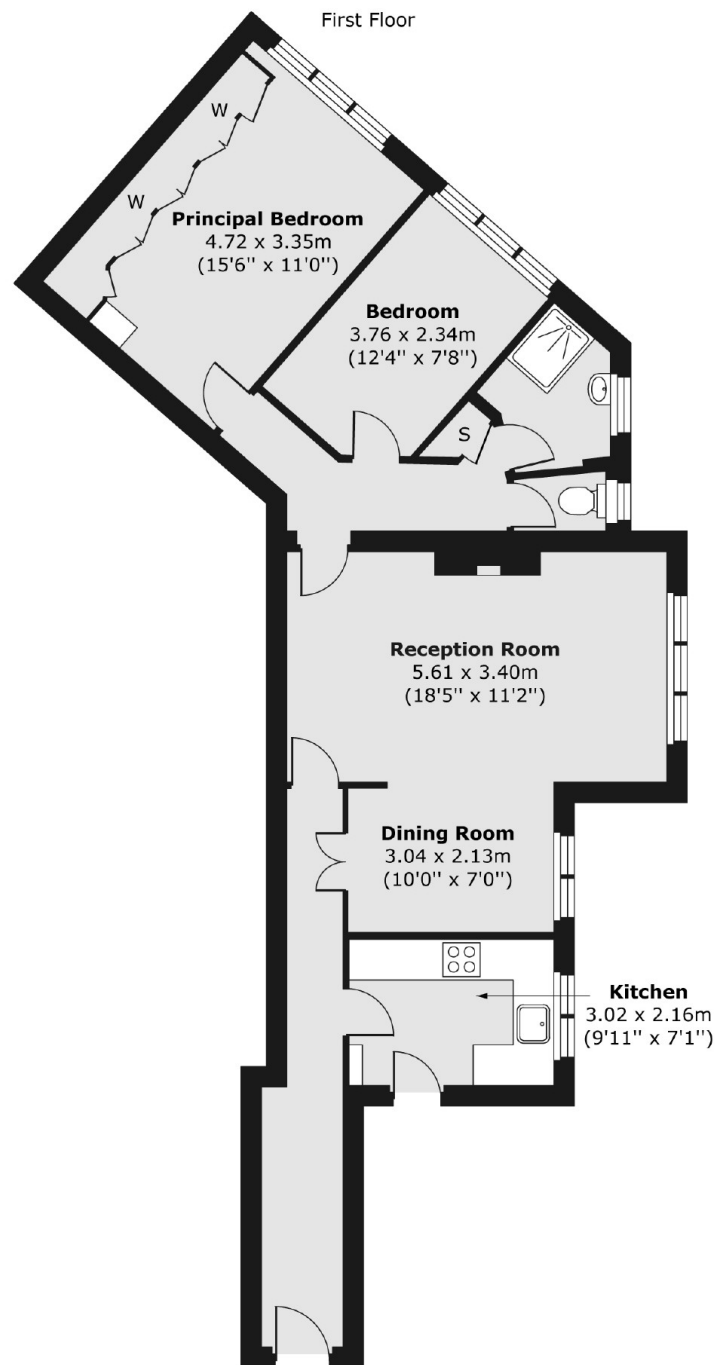 First Floor
W
W
Principal Bedroom
4.72 x 3.35m
(15'6'' x 11'0'')
Bedroom
3.76 x 2.34m
(12'4'' x 7'8'')
S
Reception Room
5.61 x 3.40m
(18'5'' x 11'2'')
Dining Room
3.04 x 2.13m
(10'0'' x 7'0'')
Kitchen
3.02 x 2.16m
(9'11'' x 7'1'')